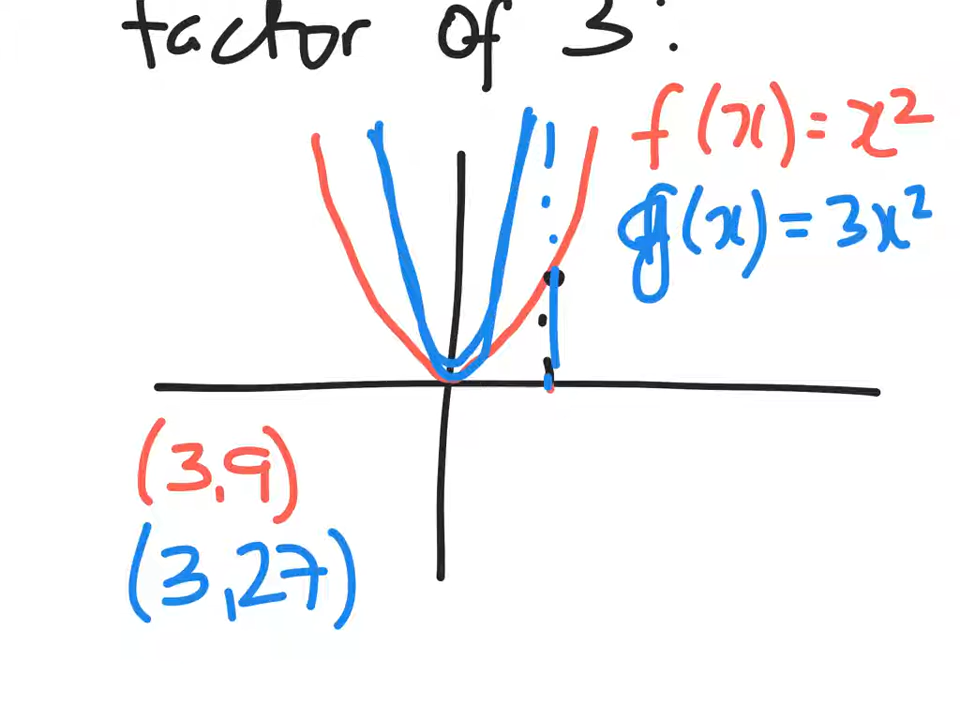 factor of 3:
f(x)=x²
g(x)=3x²
(3,9)
(3,27)